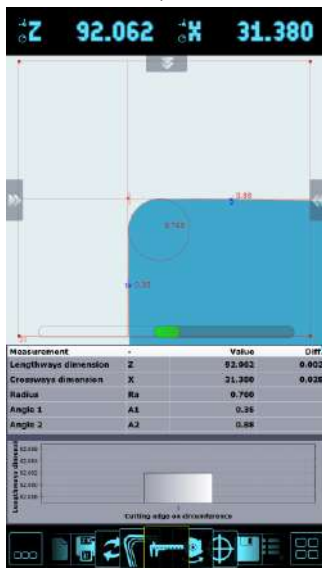 Z 92.062 X 31.380
0.88
0.700
0.35
Measurement - Value Diff.
Lengthways dimension Z 92.062 0.002
Crossways dimension X 31.380 0.028
Radius Ra 0.700
Angle 1 A1 0.35
Angle 2 A2 0.88
Cutting edge on circumference